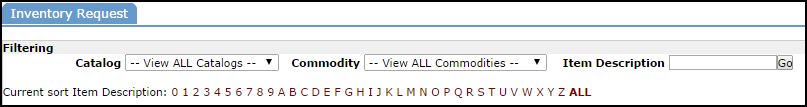 Inventory Request
Filtering
Catalog -- View ALL Catalogs -- Commodity -- View ALL Commodities -- Item Description Go
Current sort Item Description: 0 1 2 3 4 5 6 7 8 9 A B C D E F G H I J K L M N O P Q R S T U V W X Y Z ALL